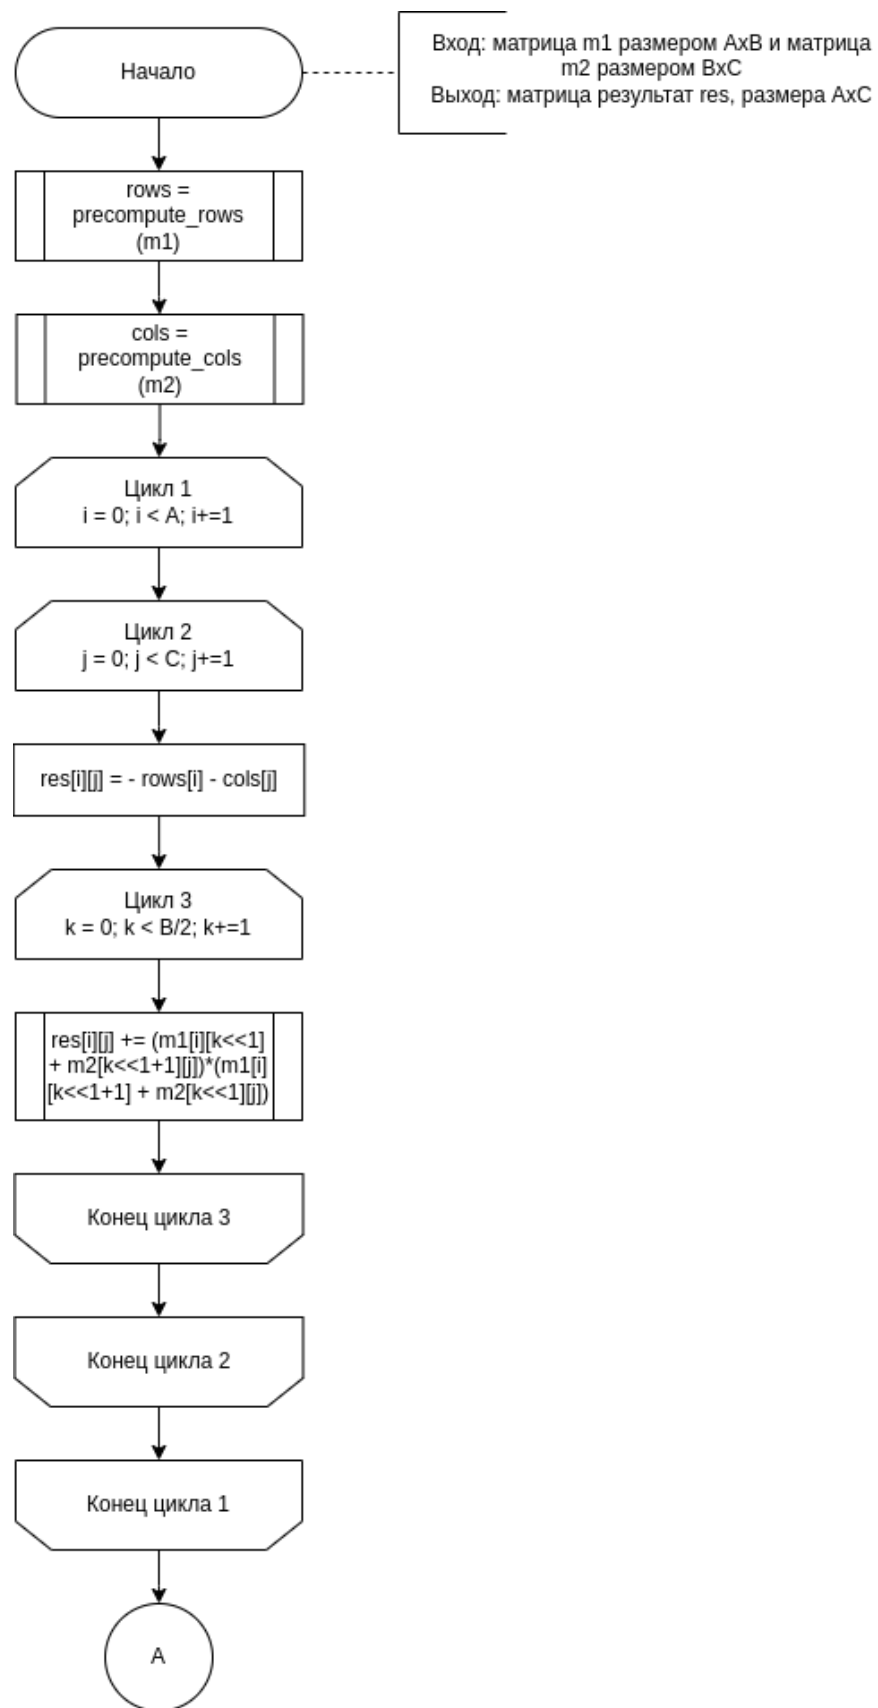 Начало
Вход: матрица m1 размером AxB и матрица
m2 размером BxC
Выход: матрица результат res, размера AxC
rows =
precompute_rows
(m1)
cols =
precompute_cols
(m2)
Цикл 1
i = 0; i < A; i+=1
Цикл 2
j = 0; j < C; j+=1
res[i][j] = - rows[i] - cols[j]
Цикл 3
k = 0; k < B/2; k+=1
res[i][j] += (m1[i][k<<1]
+ m2[k<<1+1][j])*(m1[i]
[k<<1+1] + m2[k<<1][j])
Конец цикла 3
Конец цикла 2
Конец цикла 1
A